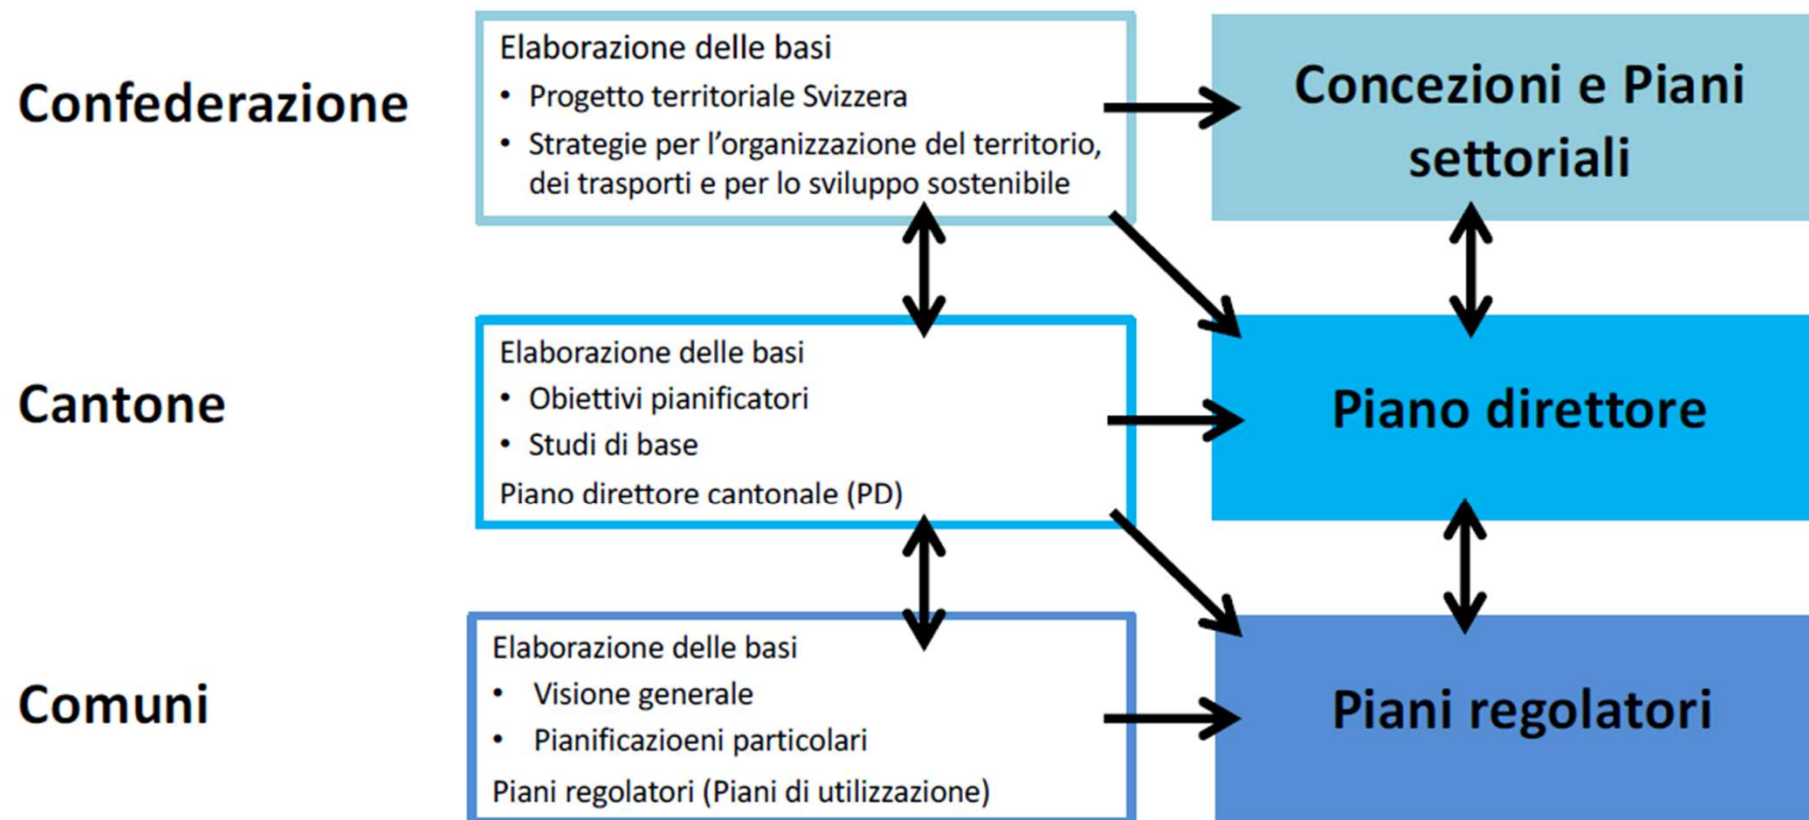 Confederazione
Elaborazione delle basi
• Progetto territoriale Svizzera
• Strategie per l'organizzazione del territorio,
dei trasporti e per lo sviluppo sostenibile
Concezioni e Piani
settoriali
Cantone
Elaborazione delle basi
• Obiettivi pianificatori
• Studi di base
Piano direttore cantonale (PD)
Piano direttore
Comuni
Elaborazione delle basi
• Visione generale
• Pianificazioeni particolari
Piani regolatori (Piani di utilizzazione)
Piani regolatori